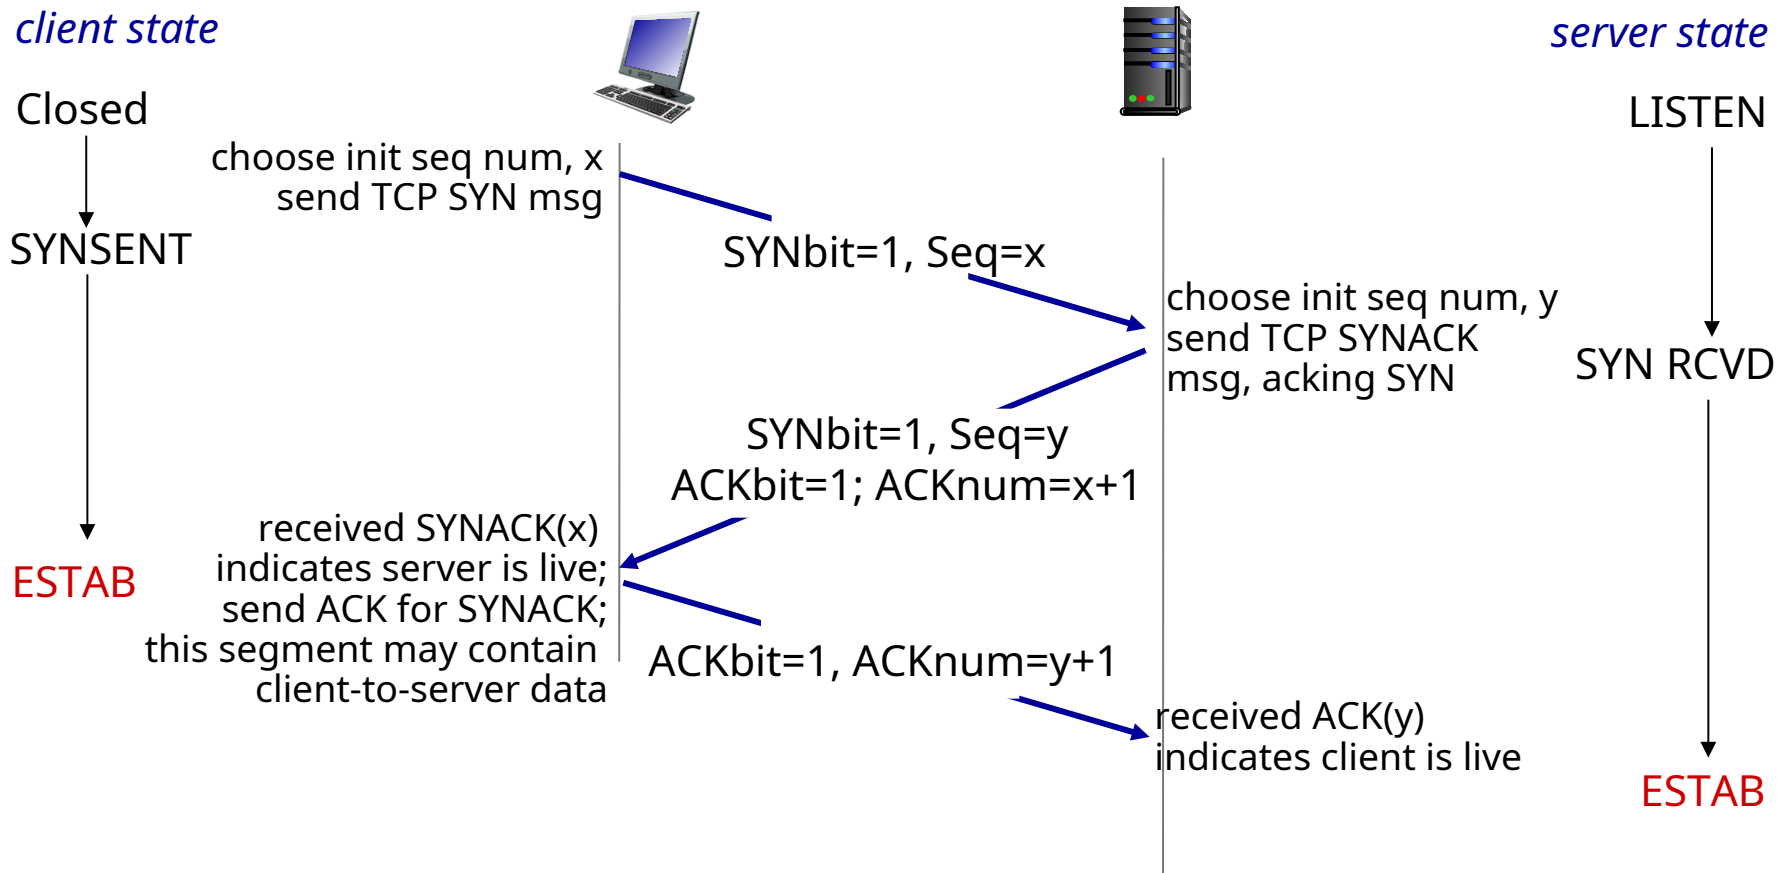 client state
server state
Closed
LISTEN
choose init seq num, x
send TCP SYN msg
SYNSENT
SYNbit=1, Seq=x
choose init seq num, y
send TCP SYNACK
msg, acking SYN
SYN RCVD
SYNbit=1, Seq=y
ACKbit=1; ACKnum=x+1
received SYNACK(x)
indicates server is live;
send ACK for SYNACK;
this segment may contain
client-to-server data
ESTAB
ACKbit=1, ACKnum=y+1
received ACK(y)
indicates client is live
ESTAB